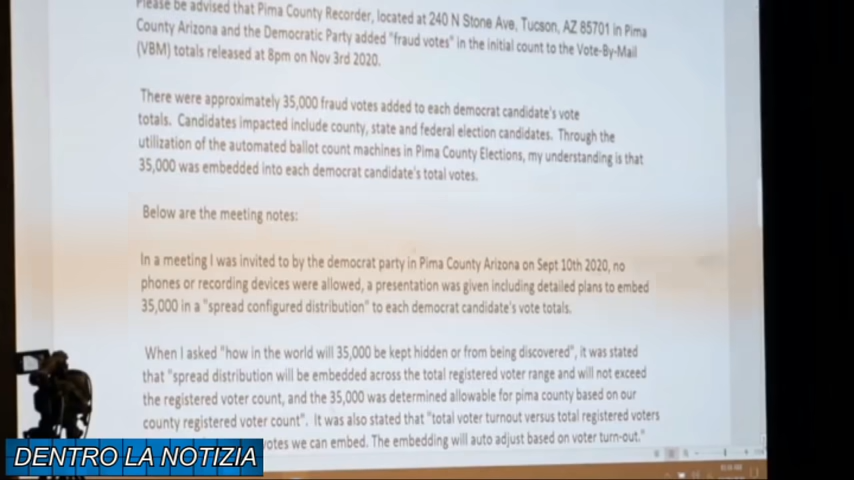 Please be advised that Pima County Recorder, located at 240 N Stone Ave, Tucson, AZ 85701 in Pima
County Arizona and the Democratic Party added "fraud votes" in the initial count to the Vote-By-Mail
(VBM) totals released at 8pm on Nov 3rd 2020.
There were approximately 35,000 fraud votes added to each democrat candidate's vote
totals. Candidates impacted include county, state and federal election candidates. Through the
utilization of the automated ballot count machines in Pima County Elections, my understanding is that
35,000 was embedded into each democrat candidate's total votes.
Below are the meeting notes:
In a meeting I was invited to by the democrat party in Pima County Arizona on Sept 10th 2020, no
phones or recording devices were allowed, a presentation was given including detailed plans to embed
35,000 in a "spread configured distribution" to each democrat candidate's vote totals.
When I asked "how in the world will 35,000 be kept hidden or from being discovered", it was stated
that "spread distribution will be embedded across the total registered voter range and will not exceed
the registered voter count, and the 35,000 was determined allowable for pima county based on our
county registered voter count". It was also stated that "total voter turnout versus total registered voters
votes we can embed. The embedding will auto adjust based on voter turn-out."
DENTRO LA NOTIZIA